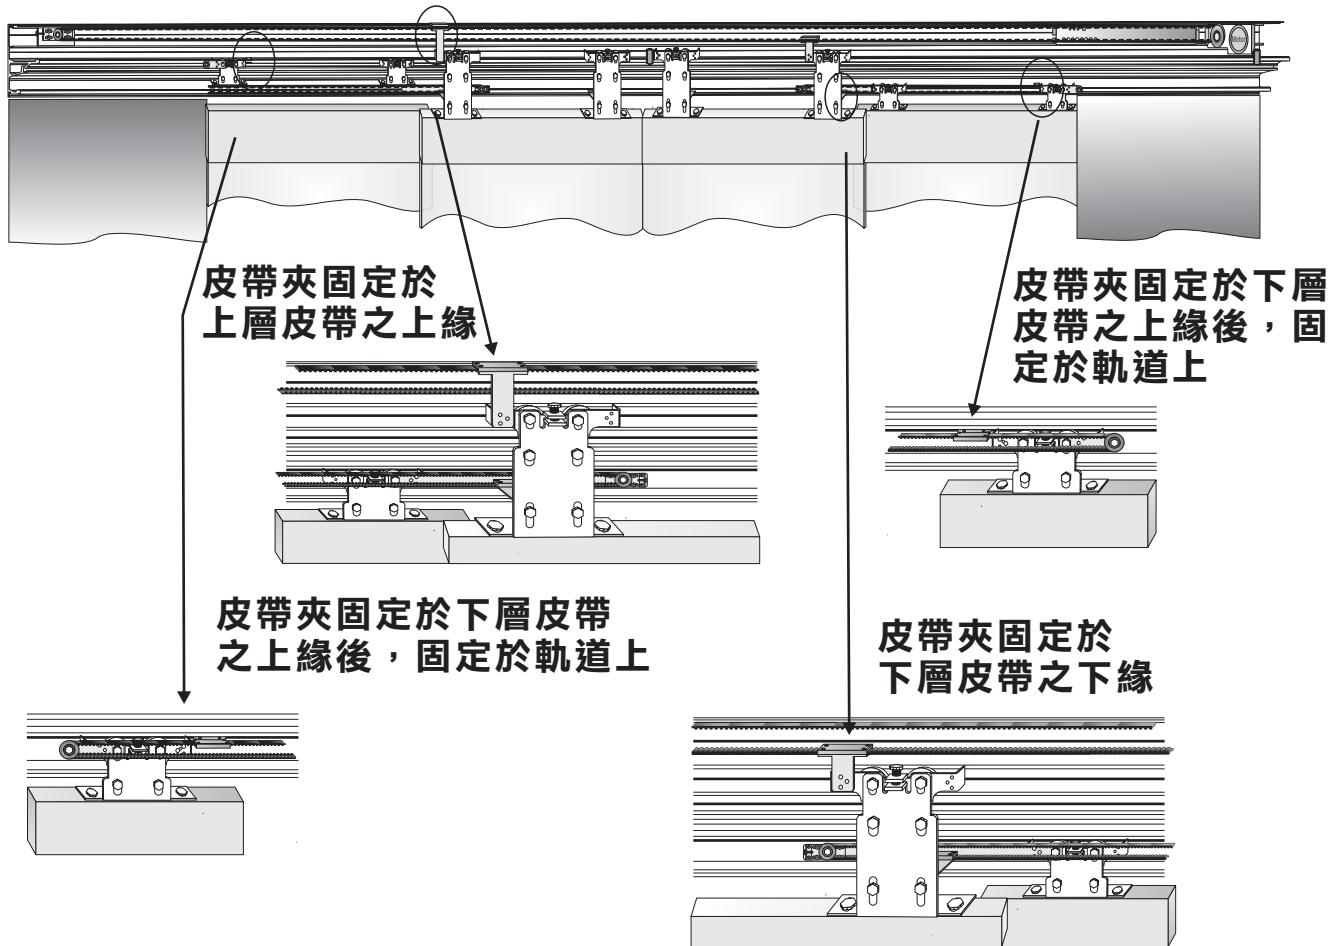 Motor
皮帶夾固定於
上層皮帶之上緣
皮帶夾固定於下層
皮帶之上緣後，固
定於軌道上
皮帶夾固定於下層皮帶
之上緣後，固定於軌道上
皮帶夾固定於
下層皮帶之下緣